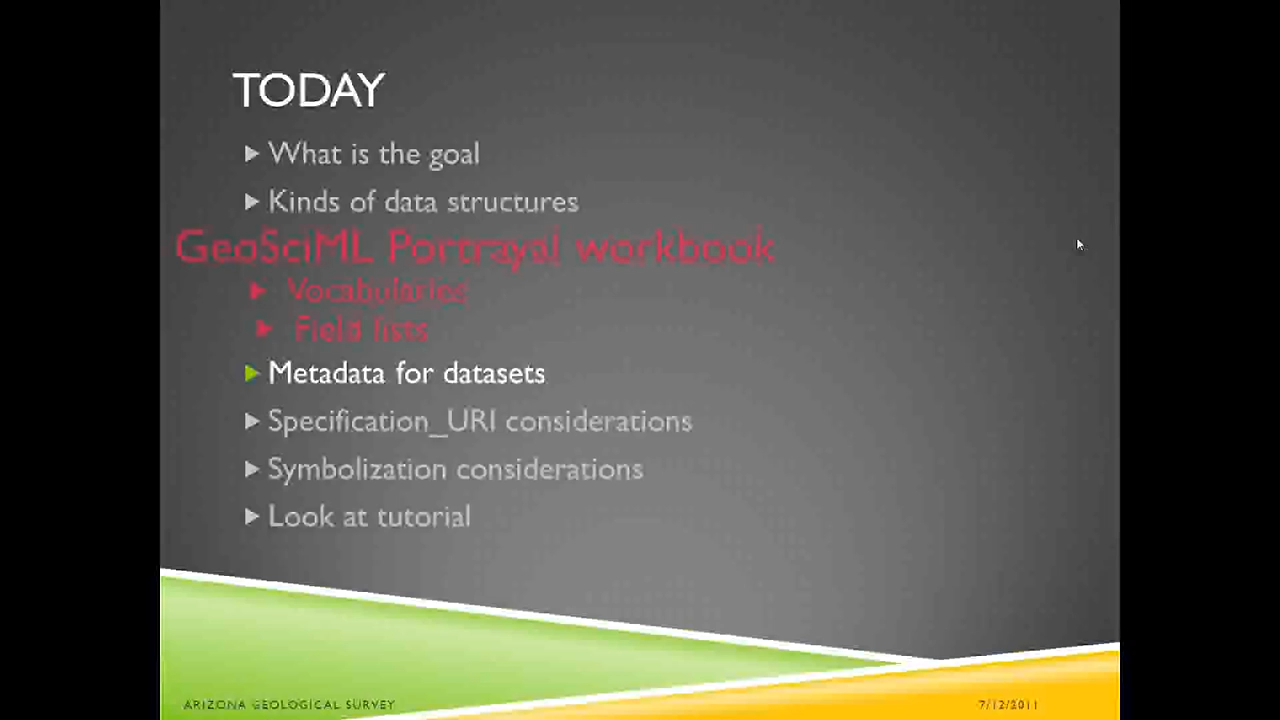 TODAY
What is the goal
Kinds of data structures
GeoSciML Portrayal workbook
Vocabularies
Field lists
Metadata for datasets
Specification_URI considerations
Symbolization considerations
Look at tutorial
ARIZONA GEOLOGICAL SURVEY
7/12/2011